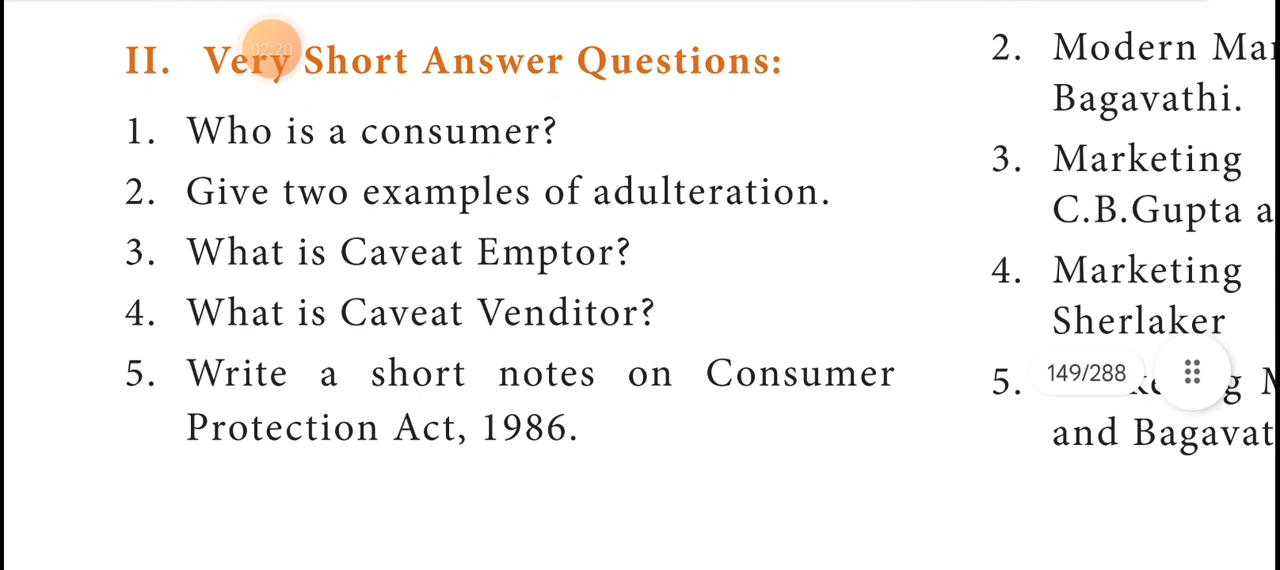 II. Very Short Answer Questions:
1. Who is a consumer?
2. Give two examples of adulteration.
3. What is Caveat Emptor?
4. What is Caveat Venditor?
5. Write a short notes on Consumer
Protection Act, 1986.
2. Modern
Bagavathi.
3. Marketing
C.B.Gupta
4. Marketing
Sherlaker
5.
and
149/288
02:20